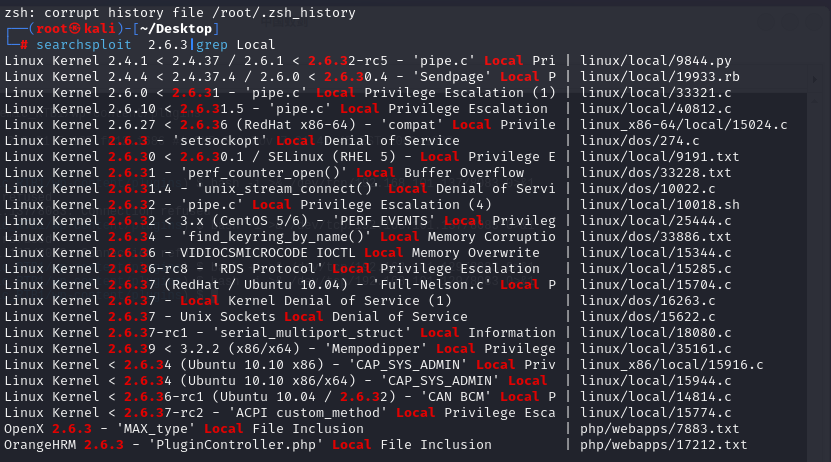 zsh: corrupt history file /root/.zsh_history
┌──(root㉿kali)-[~/Desktop]
└─# searchsploit  2.6.3|grep Local
Linux Kernel 2.4.1 < 2.4.37 / 2.6.1 < 2.6.32-rc5 - 'pipe.c' Local Pri | linux/local/9844.py
Linux Kernel 2.4.4 < 2.4.37.4 / 2.6.0 < 2.6.30.4 - 'Sendpage' Local P | linux/local/19933.rb
Linux Kernel 2.6.0 < 2.6.31 - 'pipe.c' Local Privilege Escalation (1) | linux/local/33321.c
Linux Kernel 2.6.10 < 2.6.31.5 - 'pipe.c' Local Privilege Escalation  | linux/local/40812.c
Linux Kernel 2.6.27 < 2.6.36 (RedHat x86-64) - 'compat' Local Privile | linux_x86-64/local/15024.c
Linux Kernel 2.6.3 - 'setsockopt' Local Denial of Service             | linux/dos/274.c
Linux Kernel 2.6.30 < 2.6.30.1 / SELinux (RHEL 5) - Local Privilege E | linux/local/9191.txt
Linux Kernel 2.6.31 - 'perf_counter_open()' Local Buffer Overflow     | linux/dos/33228.txt
Linux Kernel 2.6.31.4 - 'unix_stream_connect()' Local Denial of Servi | linux/dos/10022.c
Linux Kernel 2.6.32 - 'pipe.c' Local Privilege Escalation (4)         | linux/local/10018.sh
Linux Kernel 2.6.32 < 3.x (CentOS 5/6) - 'PERF_EVENTS' Local Privileg | linux/local/25444.c
Linux Kernel 2.6.34 - 'find_keyring_by_name()' Local Memory Corruptio | linux/dos/33886.txt
Linux Kernel 2.6.36 - VIDIOCSMICROCODE IOCTL Local Memory Overwrite   | linux/local/15344.c
Linux Kernel 2.6.36-rc8 - 'RDS Protocol' Local Privilege Escalation   | linux/local/15285.c
Linux Kernel 2.6.37 (RedHat / Ubuntu 10.04) - 'Full-Nelson.c' Local P | linux/local/15704.c
Linux Kernel 2.6.37 - Local Kernel Denial of Service (1)              | linux/dos/16263.c
Linux Kernel 2.6.37 - Unix Sockets Local Denial of Service            | linux/dos/15622.c
Linux Kernel 2.6.37-rc1 - 'serial_multiport_struct' Local Information | linux/local/18080.c
Linux Kernel 2.6.39 < 3.2.2 (x86/x64) - 'Mempodipper' Local Privilege | linux/local/35161.c
Linux Kernel < 2.6.34 (Ubuntu 10.10 x86) - 'CAP_SYS_ADMIN' Local Priv | linux_x86/local/15916.c
Linux Kernel < 2.6.34 (Ubuntu 10.10 x86/x64) - 'CAP_SYS_ADMIN' Local  | linux/local/15944.c
Linux Kernel < 2.6.36-rc1 (Ubuntu 10.04 / 2.6.32) - 'CAN BCM' Local P | linux/local/14814.c
Linux Kernel < 2.6.37-rc2 - 'ACPI custom_method' Local Privilege Esca | linux/local/15774.c
OpenX 2.6.3 - 'MAX_type' Local File Inclusion                         | php/webapps/7883.txt
OrangeHRM 2.6.3 - 'PluginController.php' Local File Inclusion         | php/webapps/17212.txt